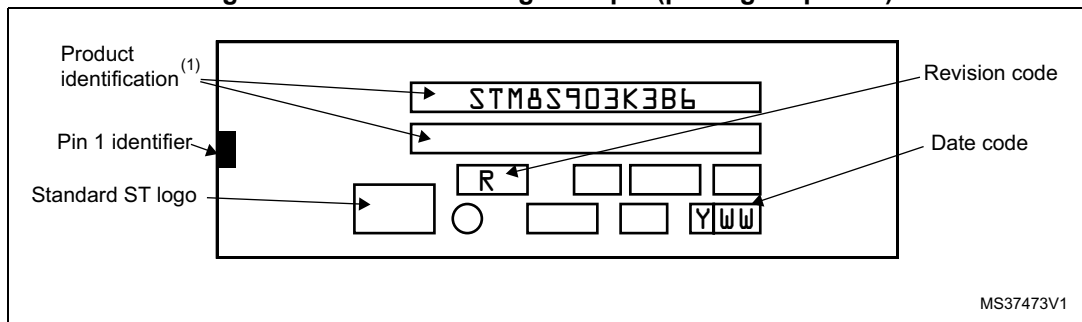 Product
identification (1)
STM8S903K3B6
Revision code
Pin 1 identifier
Date code
R
Standard ST logo
Y WW
MS37473V1